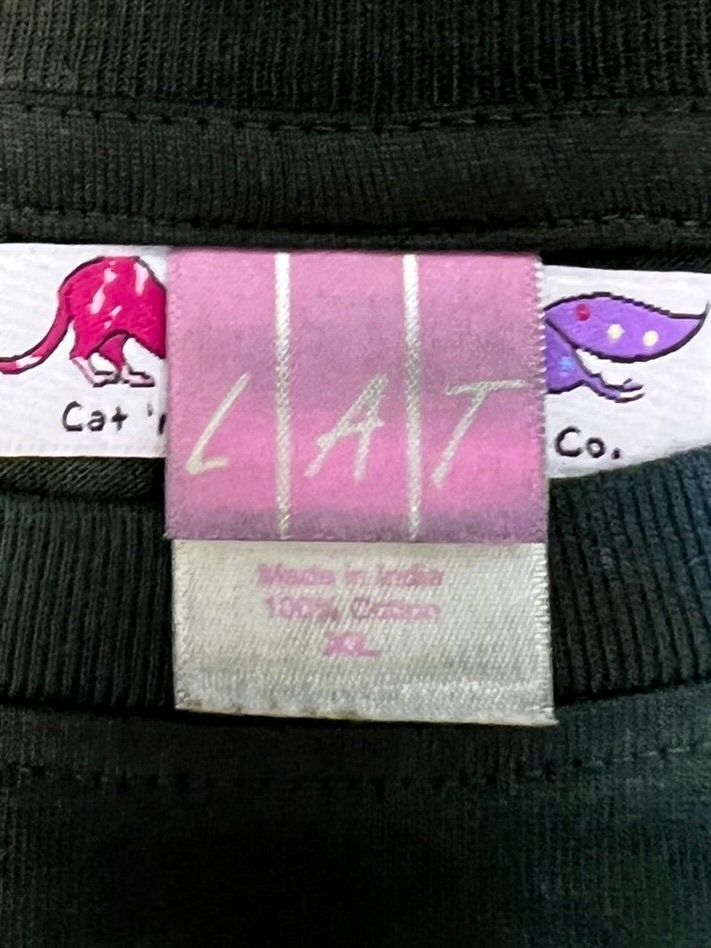 Cat '
L A T
Co.
Made in India
100% Cotton
XL